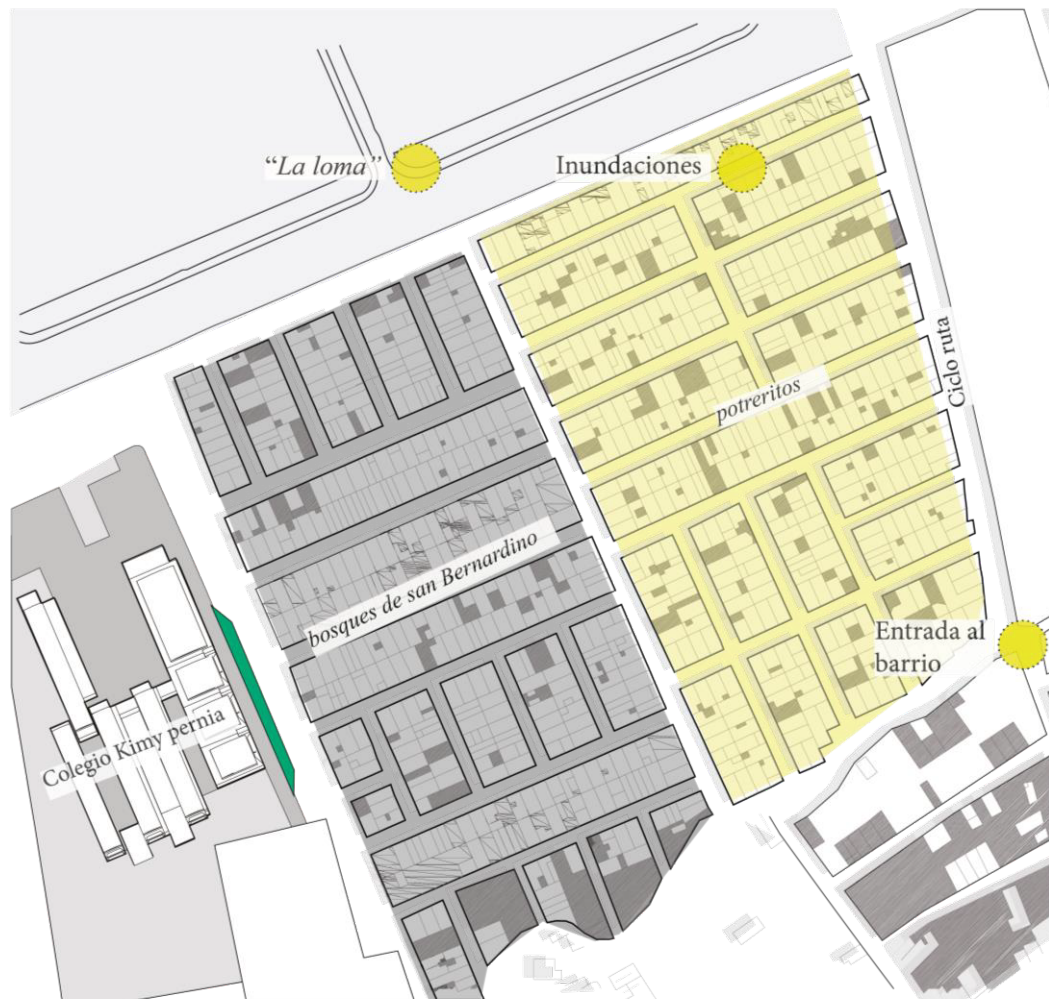 “La loma”
Inundaciones
Ciclo ruta
potreritos
bosques de san Bernardino
Entrada al
barrio
Colegio Kimy pernia